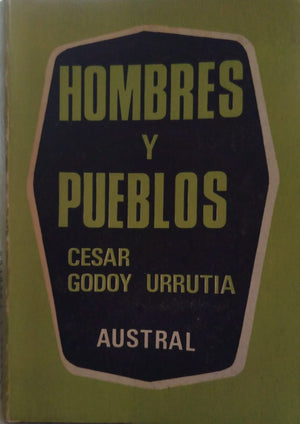 HOMBRES
Y
PUEBLOS
CESAR
GODOY URRUTIA
AUSTRAL